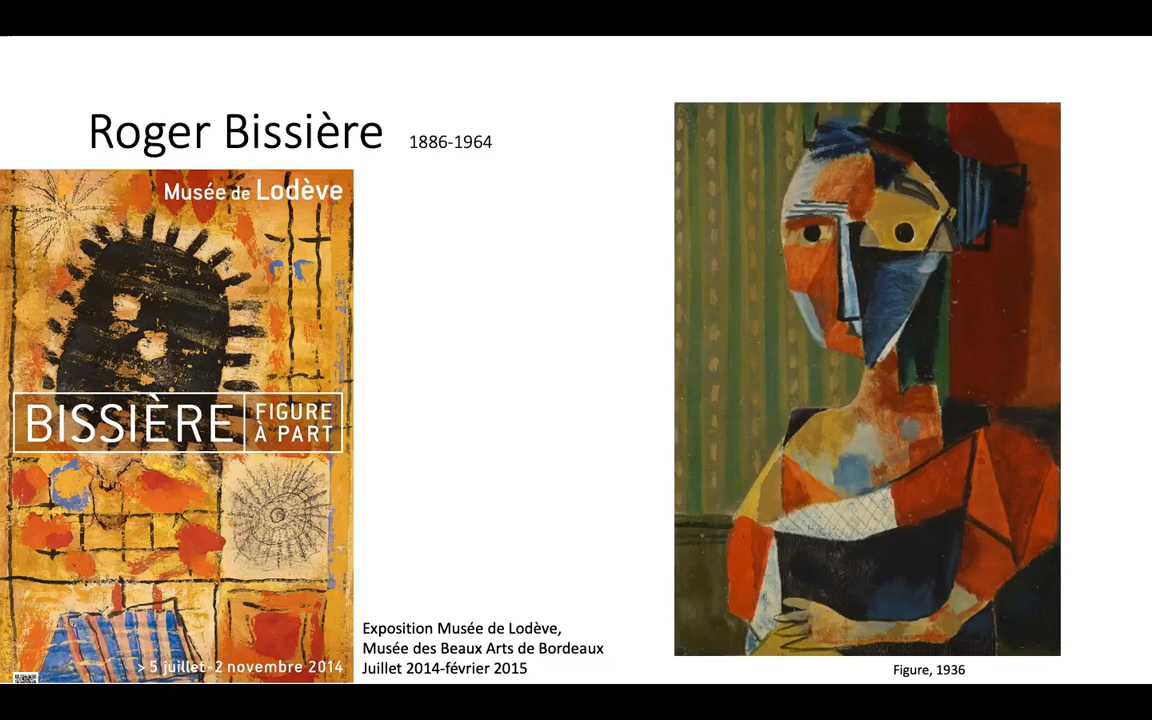 Roger Bissière 1886-1964
Musée de Lodève
BISSIÈRE
FIGURE
À PART
> 5 juillet-2 novembre 2014
Exposition Musée de Lodève,
Musée des Beaux Arts de Bordeaux
Juillet 2014-février 2015
Figure, 1936